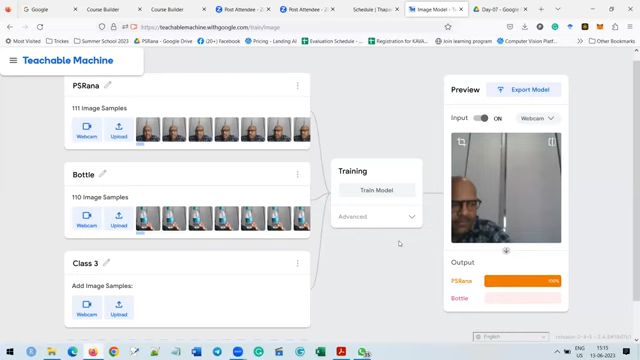 Google
Course Builder
Course Builder
Post Attendee - Z
Post Attendee - Z
Schedule | Thapa
Image Model - Te
Day-07 - Google
https://teachablemachine.withgoogle.com/train/image
Most Visited
Tickets
Summer School 2023
PSRana - Google Drive
(20+) Facebook
Pricing - Landing AI
Evaluation Schedule -
Registration for KAVA
Join learning program
Computer Vision Platf
Other Bookmarks
Teachable Machine
PSRana
111 Image Samples
Webcam
Upload
Bottle
110 Image Samples
Webcam
Upload
Class 3
Add Image Samples:
Webcam
Upload
Training
Train Model
Advanced
Preview
Export Model
Input
ON
Webcam
Output
PSRana
100%
Bottle
English
ENG
US
15:15
13-06-2023